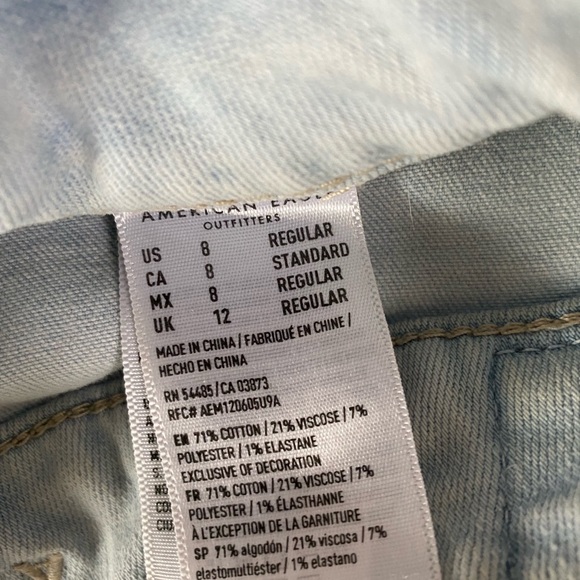 AMERICAN EAGLE
OUTFITTERS
US 8 REGULAR
CA 8 STANDARD
MX 8 REGULAR
UK 12 REGULAR
MADE IN CHINA / FABRIQUÉ EN CHINE /
HECHO EN CHINA
RN 54485 / CA 03873
RFC# AEM120605U9A
EN 71% COTTON / 21% VISCOSE / 7%
POLYESTER / 1% ELASTANE
EXCLUSIVE OF DECORATION
FR 71% COTON / 21% VISCOSE / 7%
POLYESTER / 1% ÉLASTHANNE
À L'EXCEPTION DE LA GARNITURE
SP 71% algodón / 21% viscosa / 7%
elastomultiéster / 1% elastano